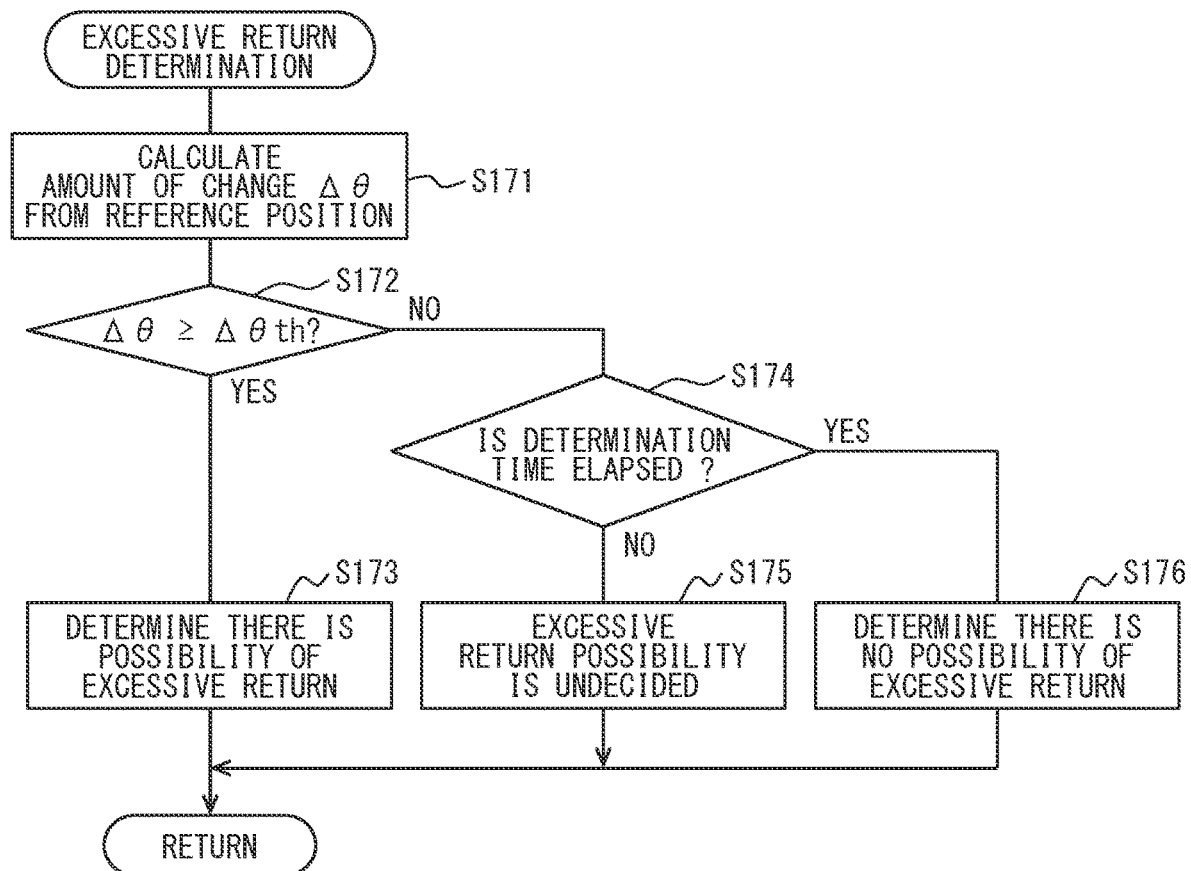 EXCESSIVE RETURN
DETERMINATION
CALCULATE
AMOUNT OF CHANGE Δθ
FROM REFERENCE POSITION
S171
S172
Δθ ≥ Δθth?
NO
YES
S174
IS DETERMINATION
TIME ELAPSED ?
YES
NO
S173
DETERMINE THERE IS
POSSIBILITY OF
EXCESSIVE RETURN
S175
EXCESSIVE
RETURN POSSIBILITY
IS UNDECIDED
S176
DETERMINE THERE IS
NO POSSIBILITY OF
EXCESSIVE RETURN
RETURN